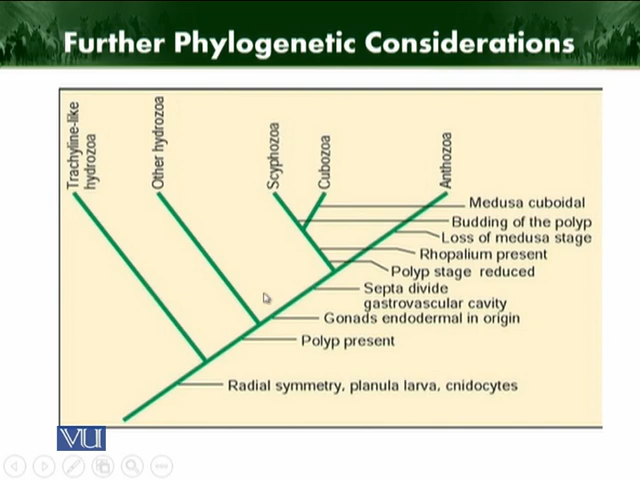 Further Phylogenetic Considerations
Trachyline-like
hydrozoa
Other hydrozoa
Scyphozoa
Cubozoa
Anthozoa
Medusa cuboidal
Budding of the polyp
Loss of medusa stage
Rhopalium present
Polyp stage reduced
Septa divide
gastrovascular cavity
Gonads endodermal in origin
Polyp present
Radial symmetry, planula larva, cnidocytes
VU